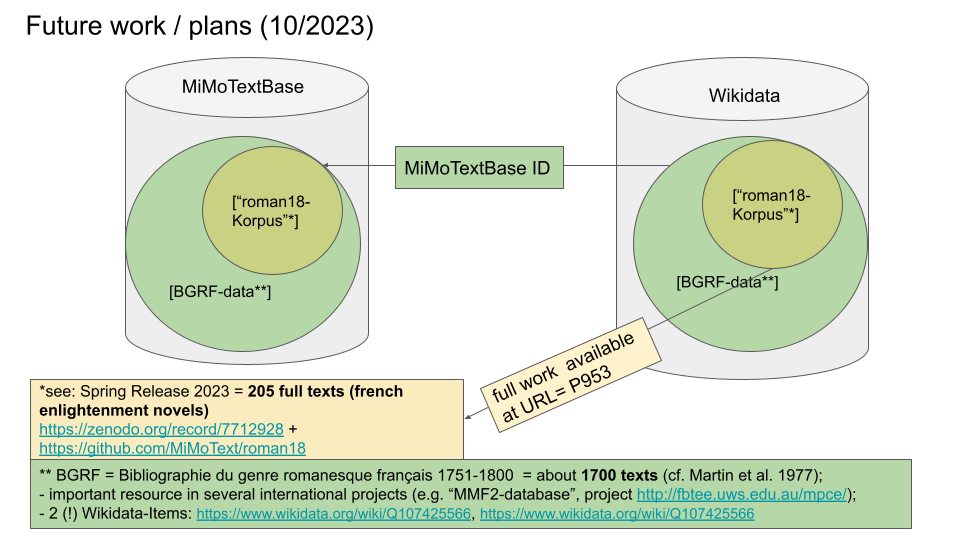 Future work / plans (10/2023)
MiMoTextBase
Wikidata
MiMoTextBase ID
[“roman18-
Korpus”*]
[“roman18-
Korpus”*]
[BGRF-data**]
[BGRF-data**]
full work available
at URL= P953
*see: Spring Release 2023 = 205 full texts (french
enlightenment novels)
https://zenodo.org/record/7712928 +
https://github.com/MiMoText/roman18
** BGRF = Bibliographie du genre romanesque français 1751-1800 = about 1700 texts (cf. Martin et al. 1977);
- important resource in several international projects (e.g. “MMF2-database”, project http://fbtee.uws.edu.au/mpce/);
- 2 (!) Wikidata-Items: https://www.wikidata.org/wiki/Q107425566, https://www.wikidata.org/wiki/Q107425566